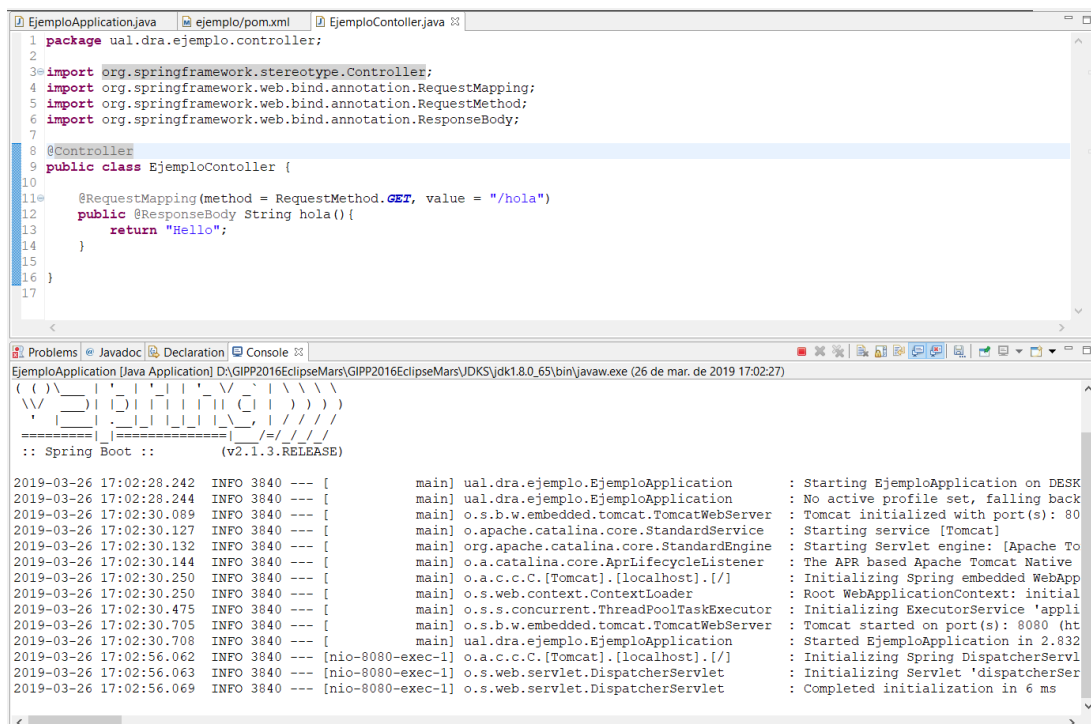 EjemploApplication.java ejemplo/pom.xml EjemploContoller.java
1 package ual.dra.ejemplo.controller;
2
3 import org.springframework.stereotype.Controller;
4 import org.springframework.web.bind.annotation.RequestMapping;
5 import org.springframework.web.bind.annotation.RequestMethod;
6 import org.springframework.web.bind.annotation.ResponseBody;
7
8 @Controller
9 public class EjemploContoller {
10
11 @RequestMapping(method = RequestMethod.GET, value = "/hola")
12 public @ResponseBody String hola(){
13 return "Hello";
14 }
15
16 }
17
Problems @ Javadoc Declaration Console
EjemploApplication [Java Application] D:\GIPP2016EclipseMars\GIPP2016EclipseMars\JDKS\jdk1.8.0_65\bin\javaw.exe (26 de mar. de 2019 17:02:27)
( ( )\___ | '_ | '_| | '_ \/ _` | \ \ \ \
\\/ ___)| |_)| | | | | || (_| | ) ) ) )
' |____| .__|_| |_|_| |_\__, | / / / /
=========|_|==============|___/=/_/_/_/
:: Spring Boot :: (v2.1.3.RELEASE)
2019-03-26 17:02:28.242 INFO 3840 --- [ main] ual.dra.ejemplo.EjemploApplication : Starting EjemploApplication on DESK
2019-03-26 17:02:28.244 INFO 3840 --- [ main] ual.dra.ejemplo.EjemploApplication : No active profile set, falling back
2019-03-26 17:02:30.089 INFO 3840 --- [ main] o.s.b.w.embedded.tomcat.TomcatWebServer : Tomcat initialized with port(s): 80
2019-03-26 17:02:30.127 INFO 3840 --- [ main] o.apache.catalina.core.StandardService : Starting service [Tomcat]
2019-03-26 17:02:30.132 INFO 3840 --- [ main] org.apache.catalina.core.StandardEngine : Starting Servlet engine: [Apache To
2019-03-26 17:02:30.144 INFO 3840 --- [ main] o.a.catalina.core.AprLifecycleListener : The APR based Apache Tomcat Native
2019-03-26 17:02:30.250 INFO 3840 --- [ main] o.a.c.c.C.[Tomcat].[localhost].[/] : Initializing Spring embedded WebApp
2019-03-26 17:02:30.250 INFO 3840 --- [ main] o.s.web.context.ContextLoader : Root WebApplicationContext: initial
2019-03-26 17:02:30.475 INFO 3840 --- [ main] o.s.s.concurrent.ThreadPoolTaskExecutor : Initializing ExecutorService 'appli
2019-03-26 17:02:30.705 INFO 3840 --- [ main] o.s.b.w.embedded.tomcat.TomcatWebServer : Tomcat started on port(s): 8080 (ht
2019-03-26 17:02:30.708 INFO 3840 --- [ main] ual.dra.ejemplo.EjemploApplication : Started EjemploApplication in 2.832
2019-03-26 17:02:56.062 INFO 3840 --- [nio-8080-exec-1] o.a.c.c.C.[Tomcat].[localhost].[/] : Initializing Spring DispatcherServl
2019-03-26 17:02:56.063 INFO 3840 --- [nio-8080-exec-1] o.s.web.servlet.DispatcherServlet : Initializing Servlet 'dispatcherSer
2019-03-26 17:02:56.069 INFO 3840 --- [nio-8080-exec-1] o.s.web.servlet.DispatcherServlet : Completed initialization in 6 ms